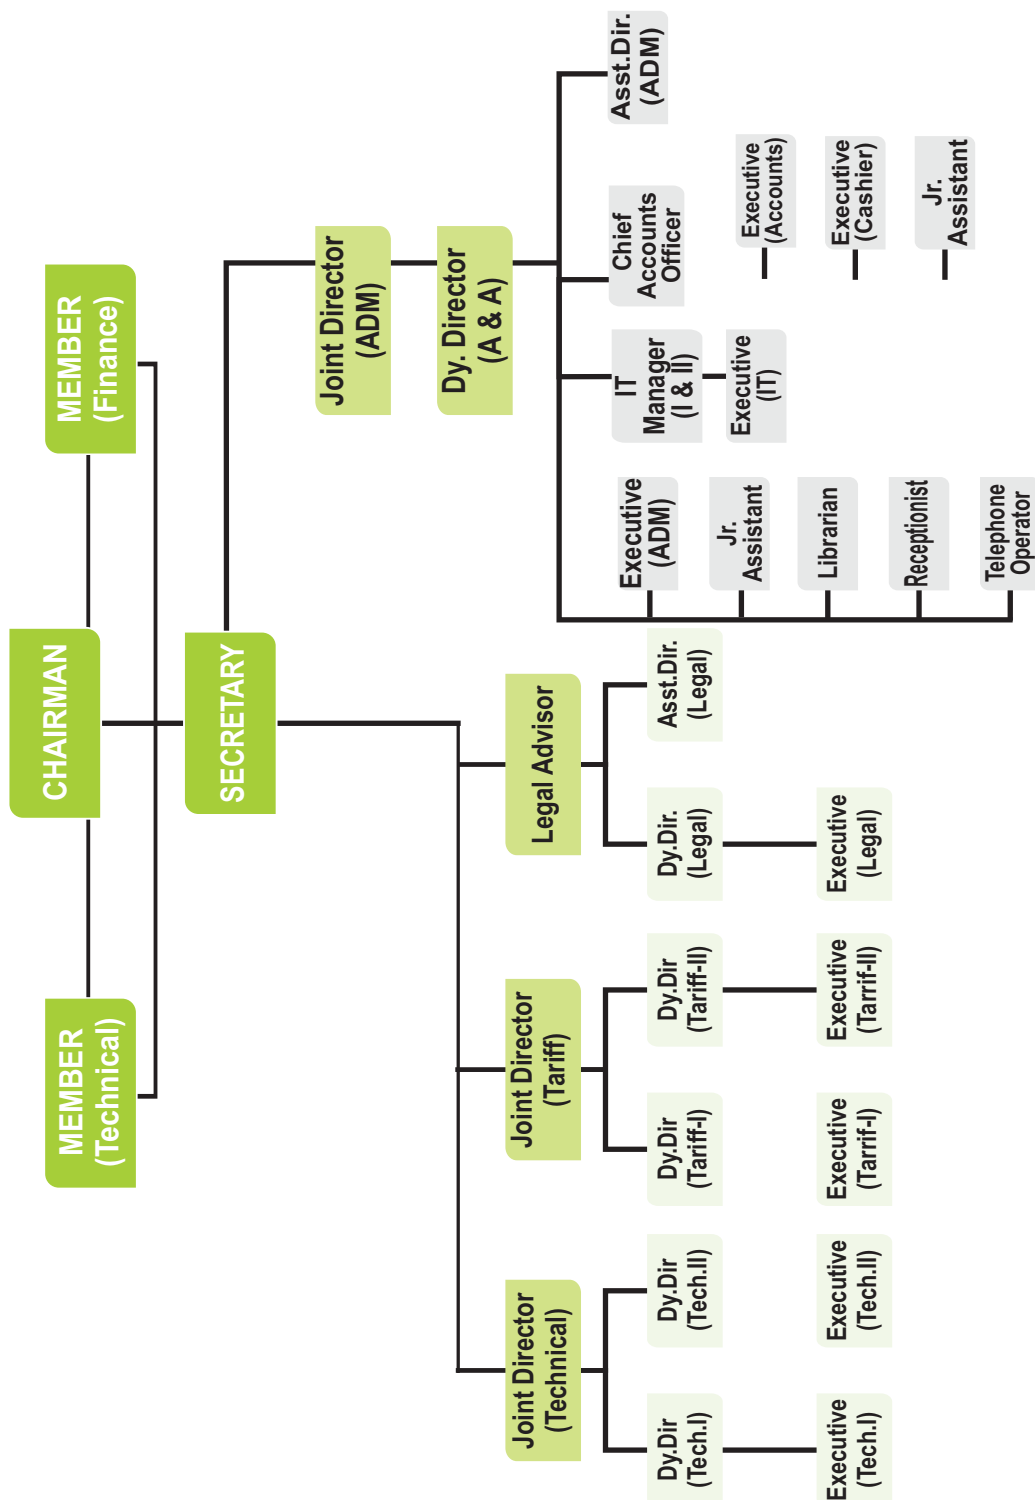 CHAIRMAN
MEMBER
(Technical)
MEMBER
(Finance)
SECRETARY
Joint Director
(ADM)
Dy. Director
(A & A)
Joint Director
(Technical)
Joint Director
(Tariff)
Legal Advisor
Dy.Dir
(Tech.I)
Dy.Dir
(Tech.II)
Dy.Dir
(Tariff-I)
Dy.Dir
(Tariff-II)
Dy.Dir.
(Legal)
Asst.Dir.
(Legal)
Executive
(Tech.I)
Executive
(Tech.II)
Executive
(Tarrif-I)
Executive
(Tarrif-II)
Executive
(Legal)
Executive
(ADM)
Jr.
Assistant
Librarian
Receptionist
Telephone
Operator
IT
Manager
(I & II)
Executive
(IT)
Chief
Accounts
Officer
Executive
(Accounts)
Executive
(Cashier)
Jr.
Assistant
Asst.Dir.
(ADM)